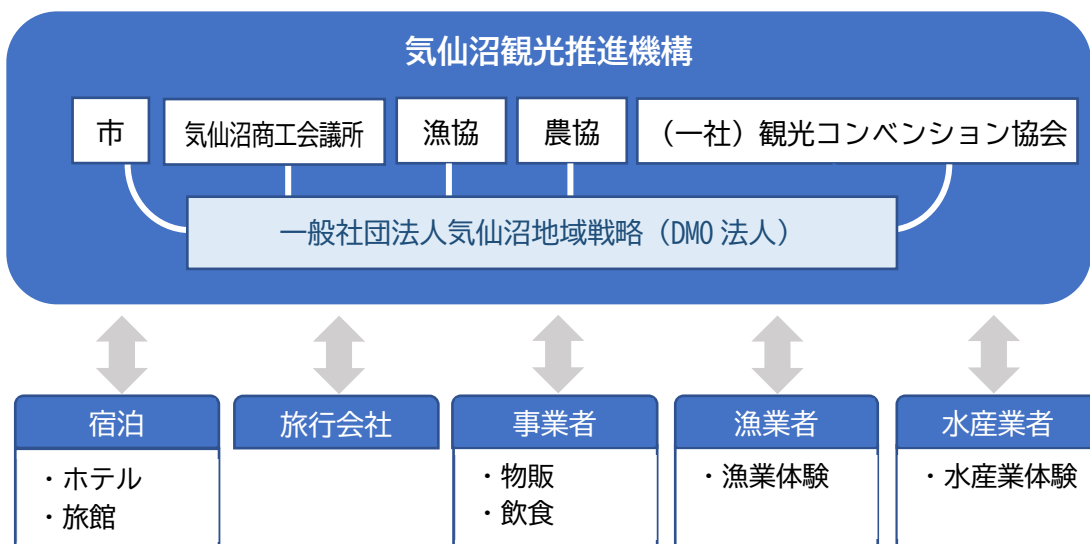 気仙沼観光推進機構
市
気仙沼商工会議所
漁協
農協
（一社）観光コンベンション協会
一般社団法人気仙沼地域戦略（DMO 法人）
宿泊
・ホテル
・旅館
旅行会社
事業者
・物販
・飲食
漁業者
・漁業体験
水産業者
・水産業体験